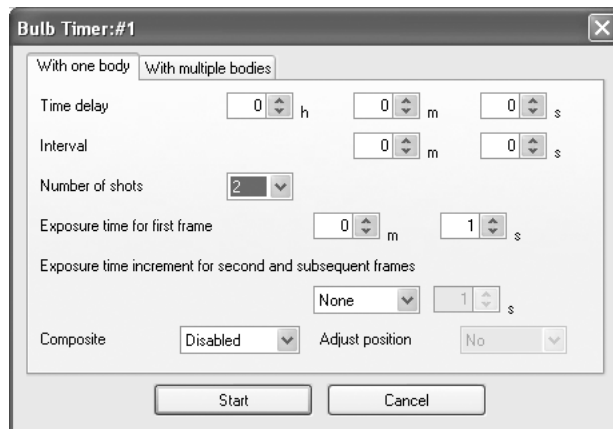 Bulb Timer:#1
With one body With multiple bodies
Time delay 0 h 0 m 0 s
Interval 0 m 0 s
Number of shots 2
Exposure time for first frame 0 m 1 s
Exposure time increment for second and subsequent frames
None 1 s
Composite Disabled Adjust position No
Start Cancel